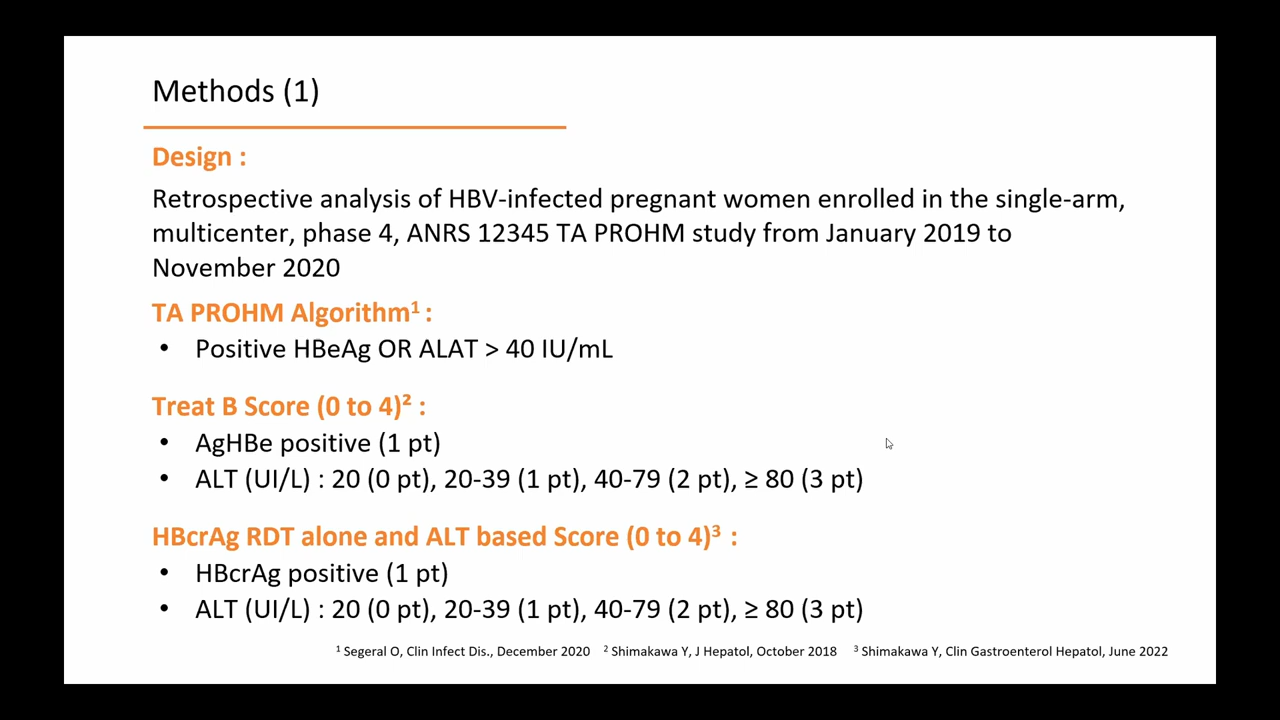 Methods (1)
Design :
Retrospective analysis of HBV-infected pregnant women enrolled in the single-arm,
multicenter, phase 4, ANRS 12345 TA PROHM study from January 2019 to
November 2020
TA PROHM Algorithm¹ :
• Positive HBeAg OR ALAT > 40 IU/mL
Treat B Score (0 to 4)² :
• AgHBe positive (1 pt)
• ALT (UI/L) : 20 (0 pt), 20-39 (1 pt), 40-79 (2 pt), ≥ 80 (3 pt)
HBcrAg RDT alone and ALT based Score (0 to 4)³ :
• HBcrAg positive (1 pt)
• ALT (UI/L) : 20 (0 pt), 20-39 (1 pt), 40-79 (2 pt), ≥ 80 (3 pt)
¹ Segeral O, Clin Infect Dis., December 2020 ² Shimakawa Y, J Hepatol, October 2018 ³ Shimakawa Y, Clin Gastroenterol Hepatol, June 2022